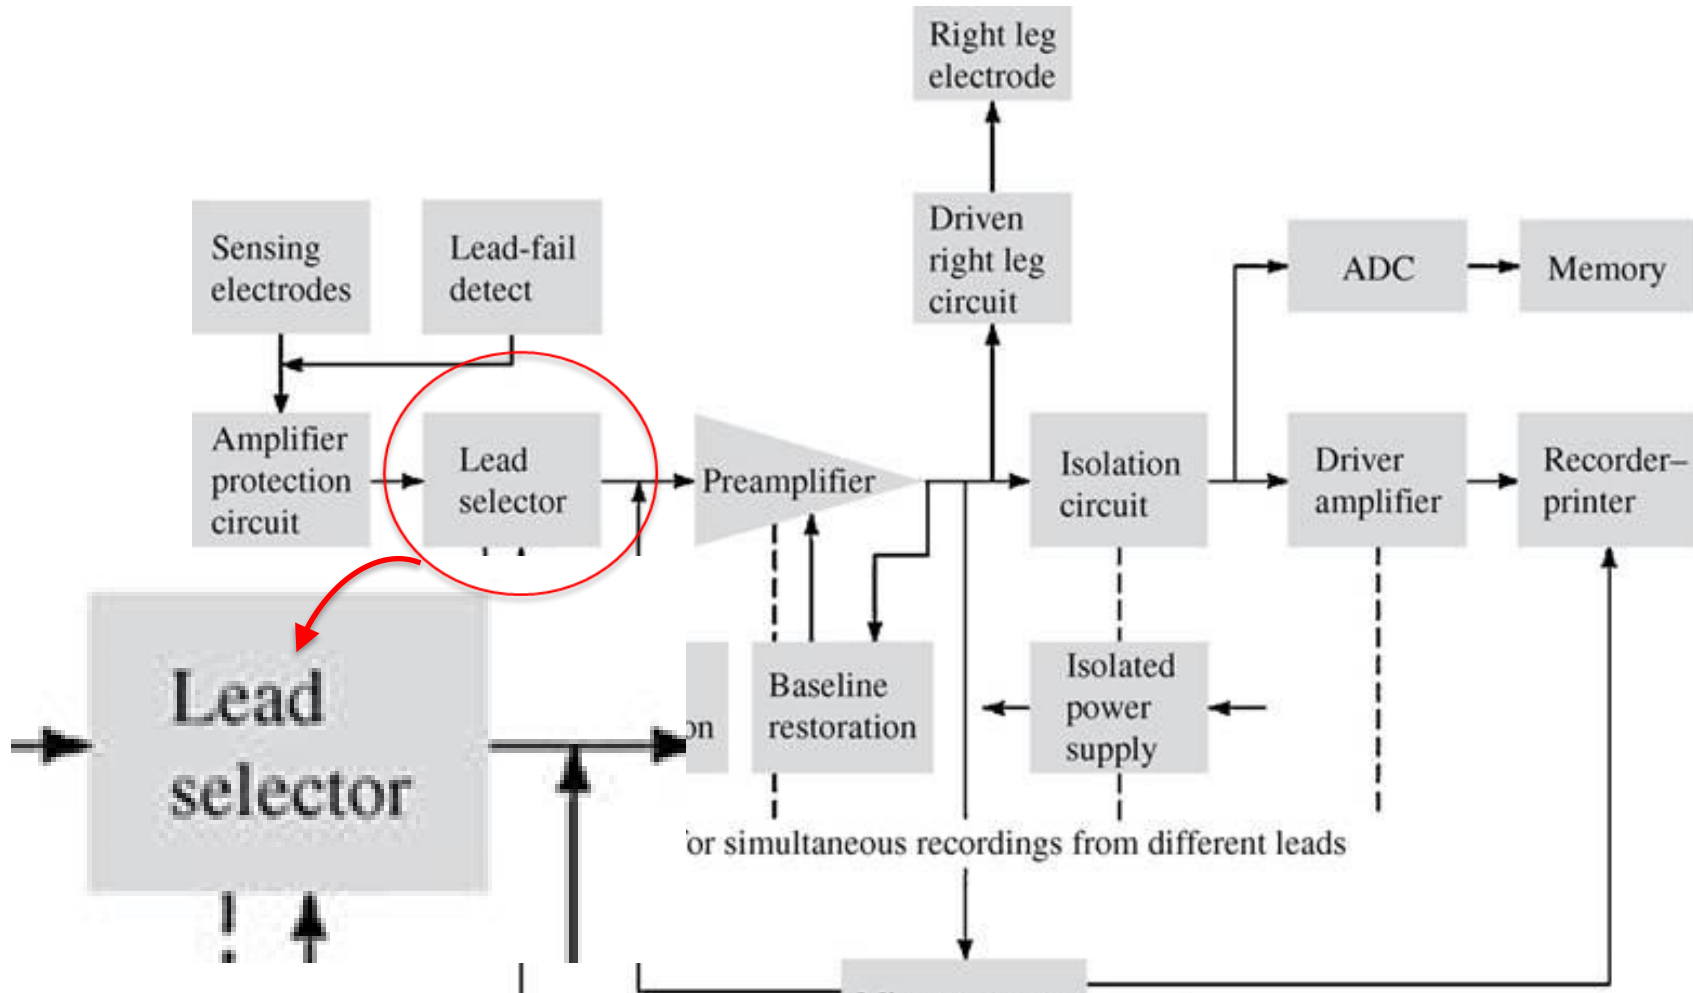 Right leg
electrode
Sensing
electrodes
Lead-fail
detect
Driven
right leg
circuit
ADC
Memory
Amplifier
protection
circuit
Lead
selector
Preamplifier
Isolation
circuit
Driver
amplifier
Recorder–
printer
Lead
selector
on
Baseline
restoration
Isolated
power
supply
or simultaneous recordings from different leads